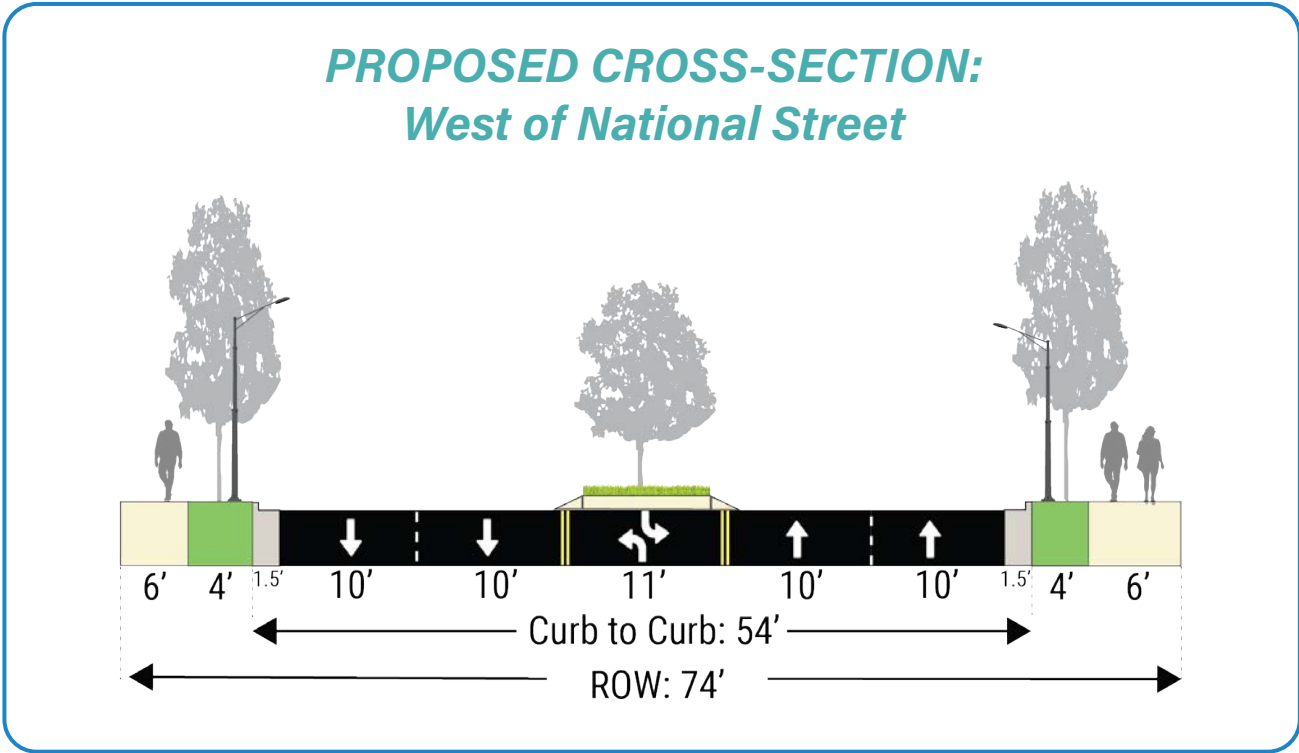 PROPOSED CROSS-SECTION:
West of National Street
6’ 4’ 1.5’ 10’ 10’ 11’ 10’ 10’ 1.5’ 4’ 6’
Curb to Curb: 54’
ROW: 74’